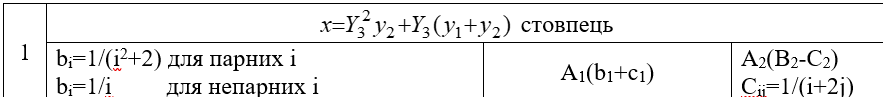 x=Y₃²y₂+Y₃(y₁+y₂) стовпець
1
bᵢ=1/(i²+2) для парних i
bᵢ=1/i для непарних i
A₁(b₁+c₁)
A₂(B₂-C₂)
Cᵢⱼ=1/(i+2j)